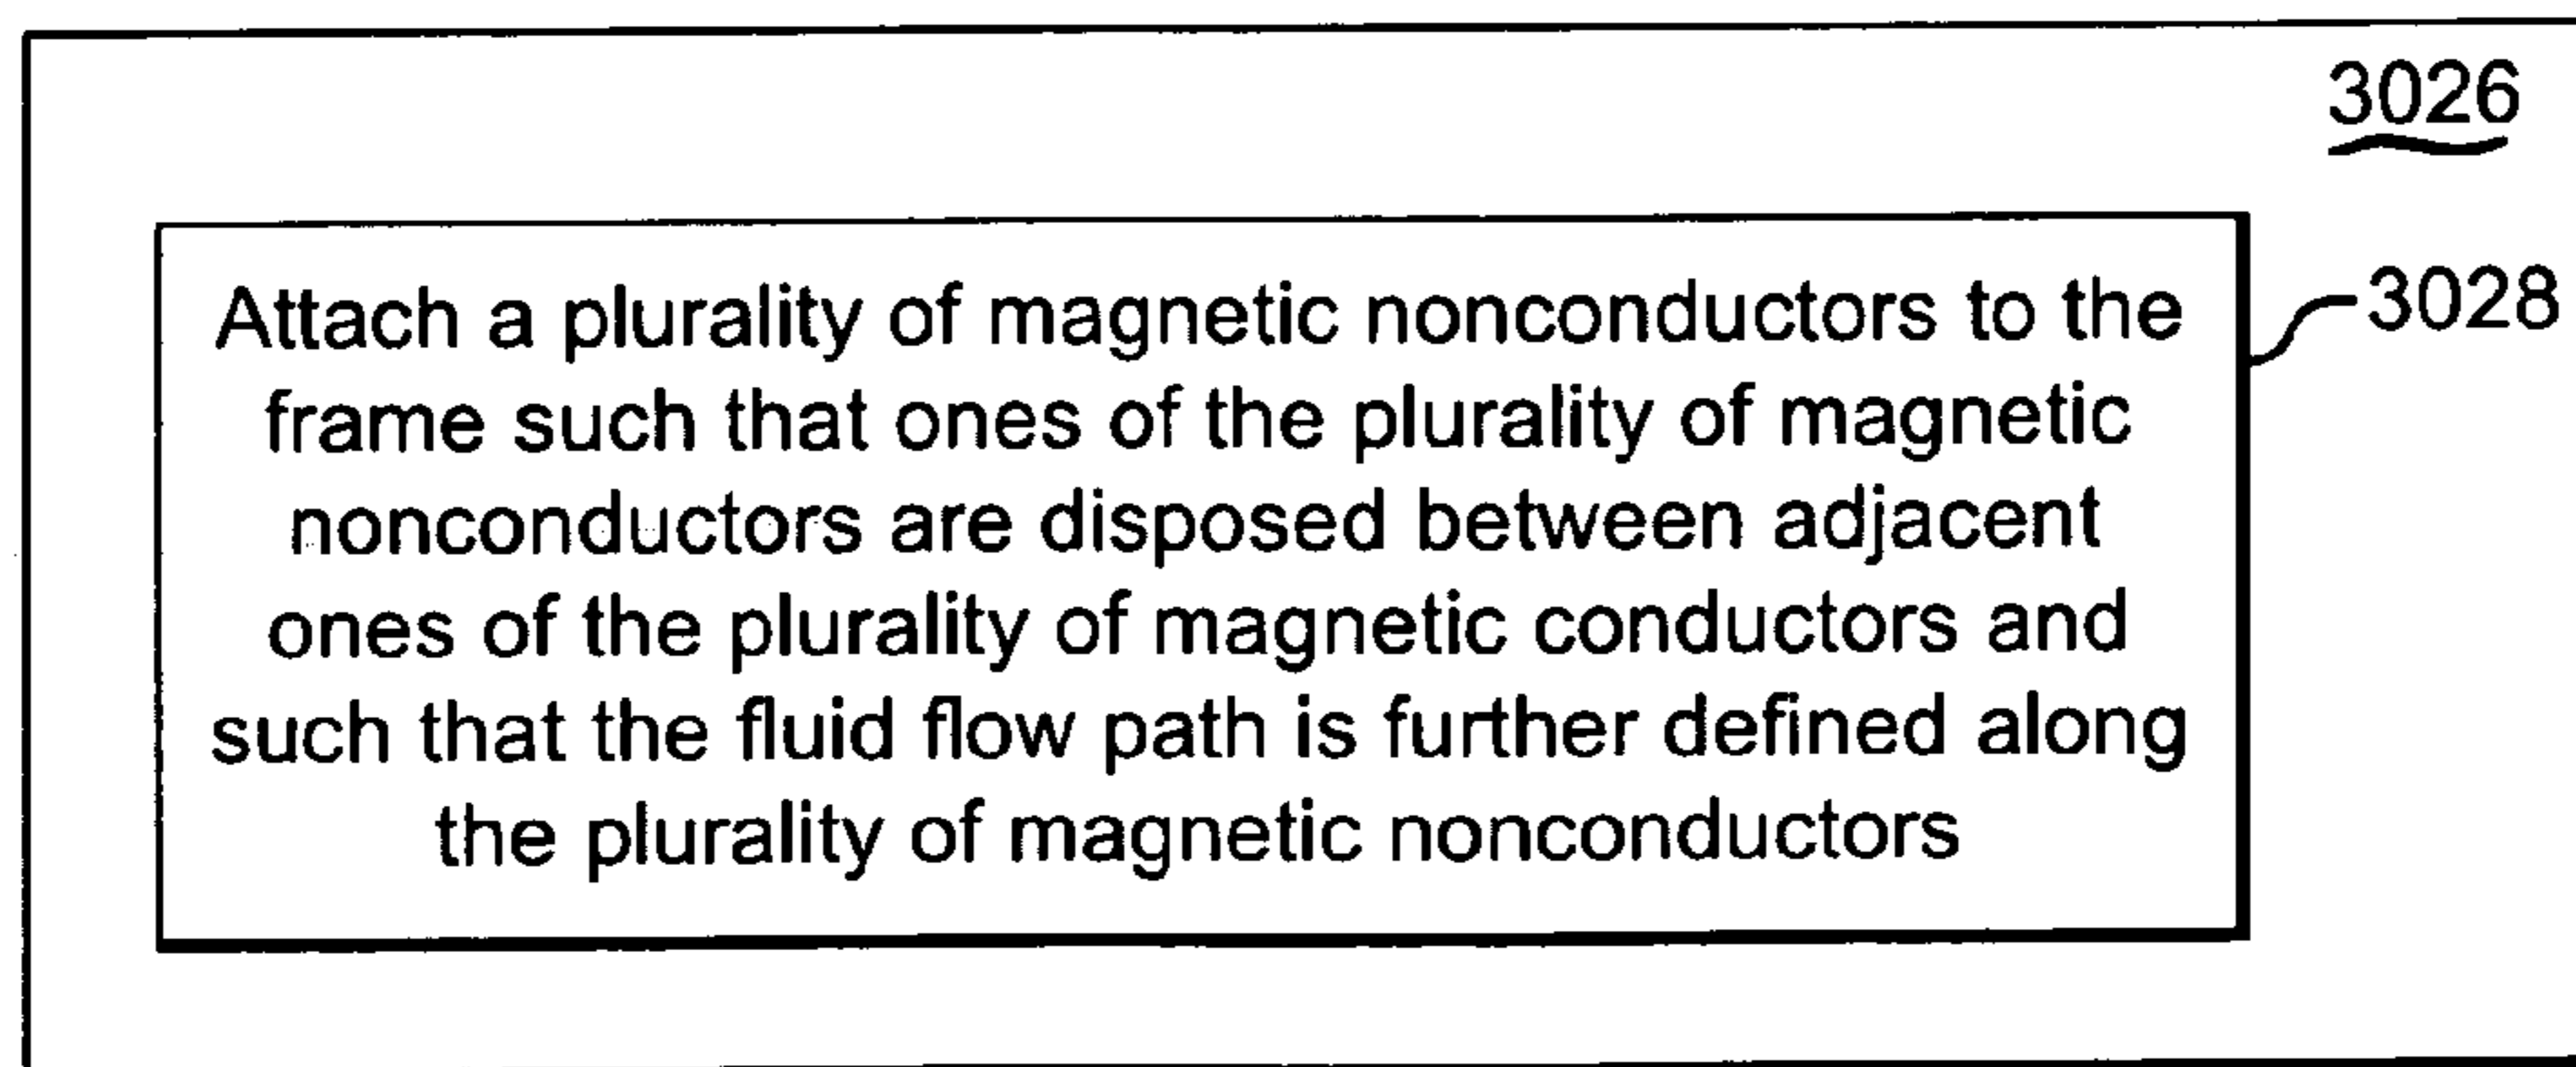 3026
Attach a plurality of magnetic nonconductors to the
frame such that ones of the plurality of magnetic
nonconductors are disposed between adjacent
ones of the plurality of magnetic conductors and
such that the fluid flow path is further defined along
the plurality of magnetic nonconductors
3028